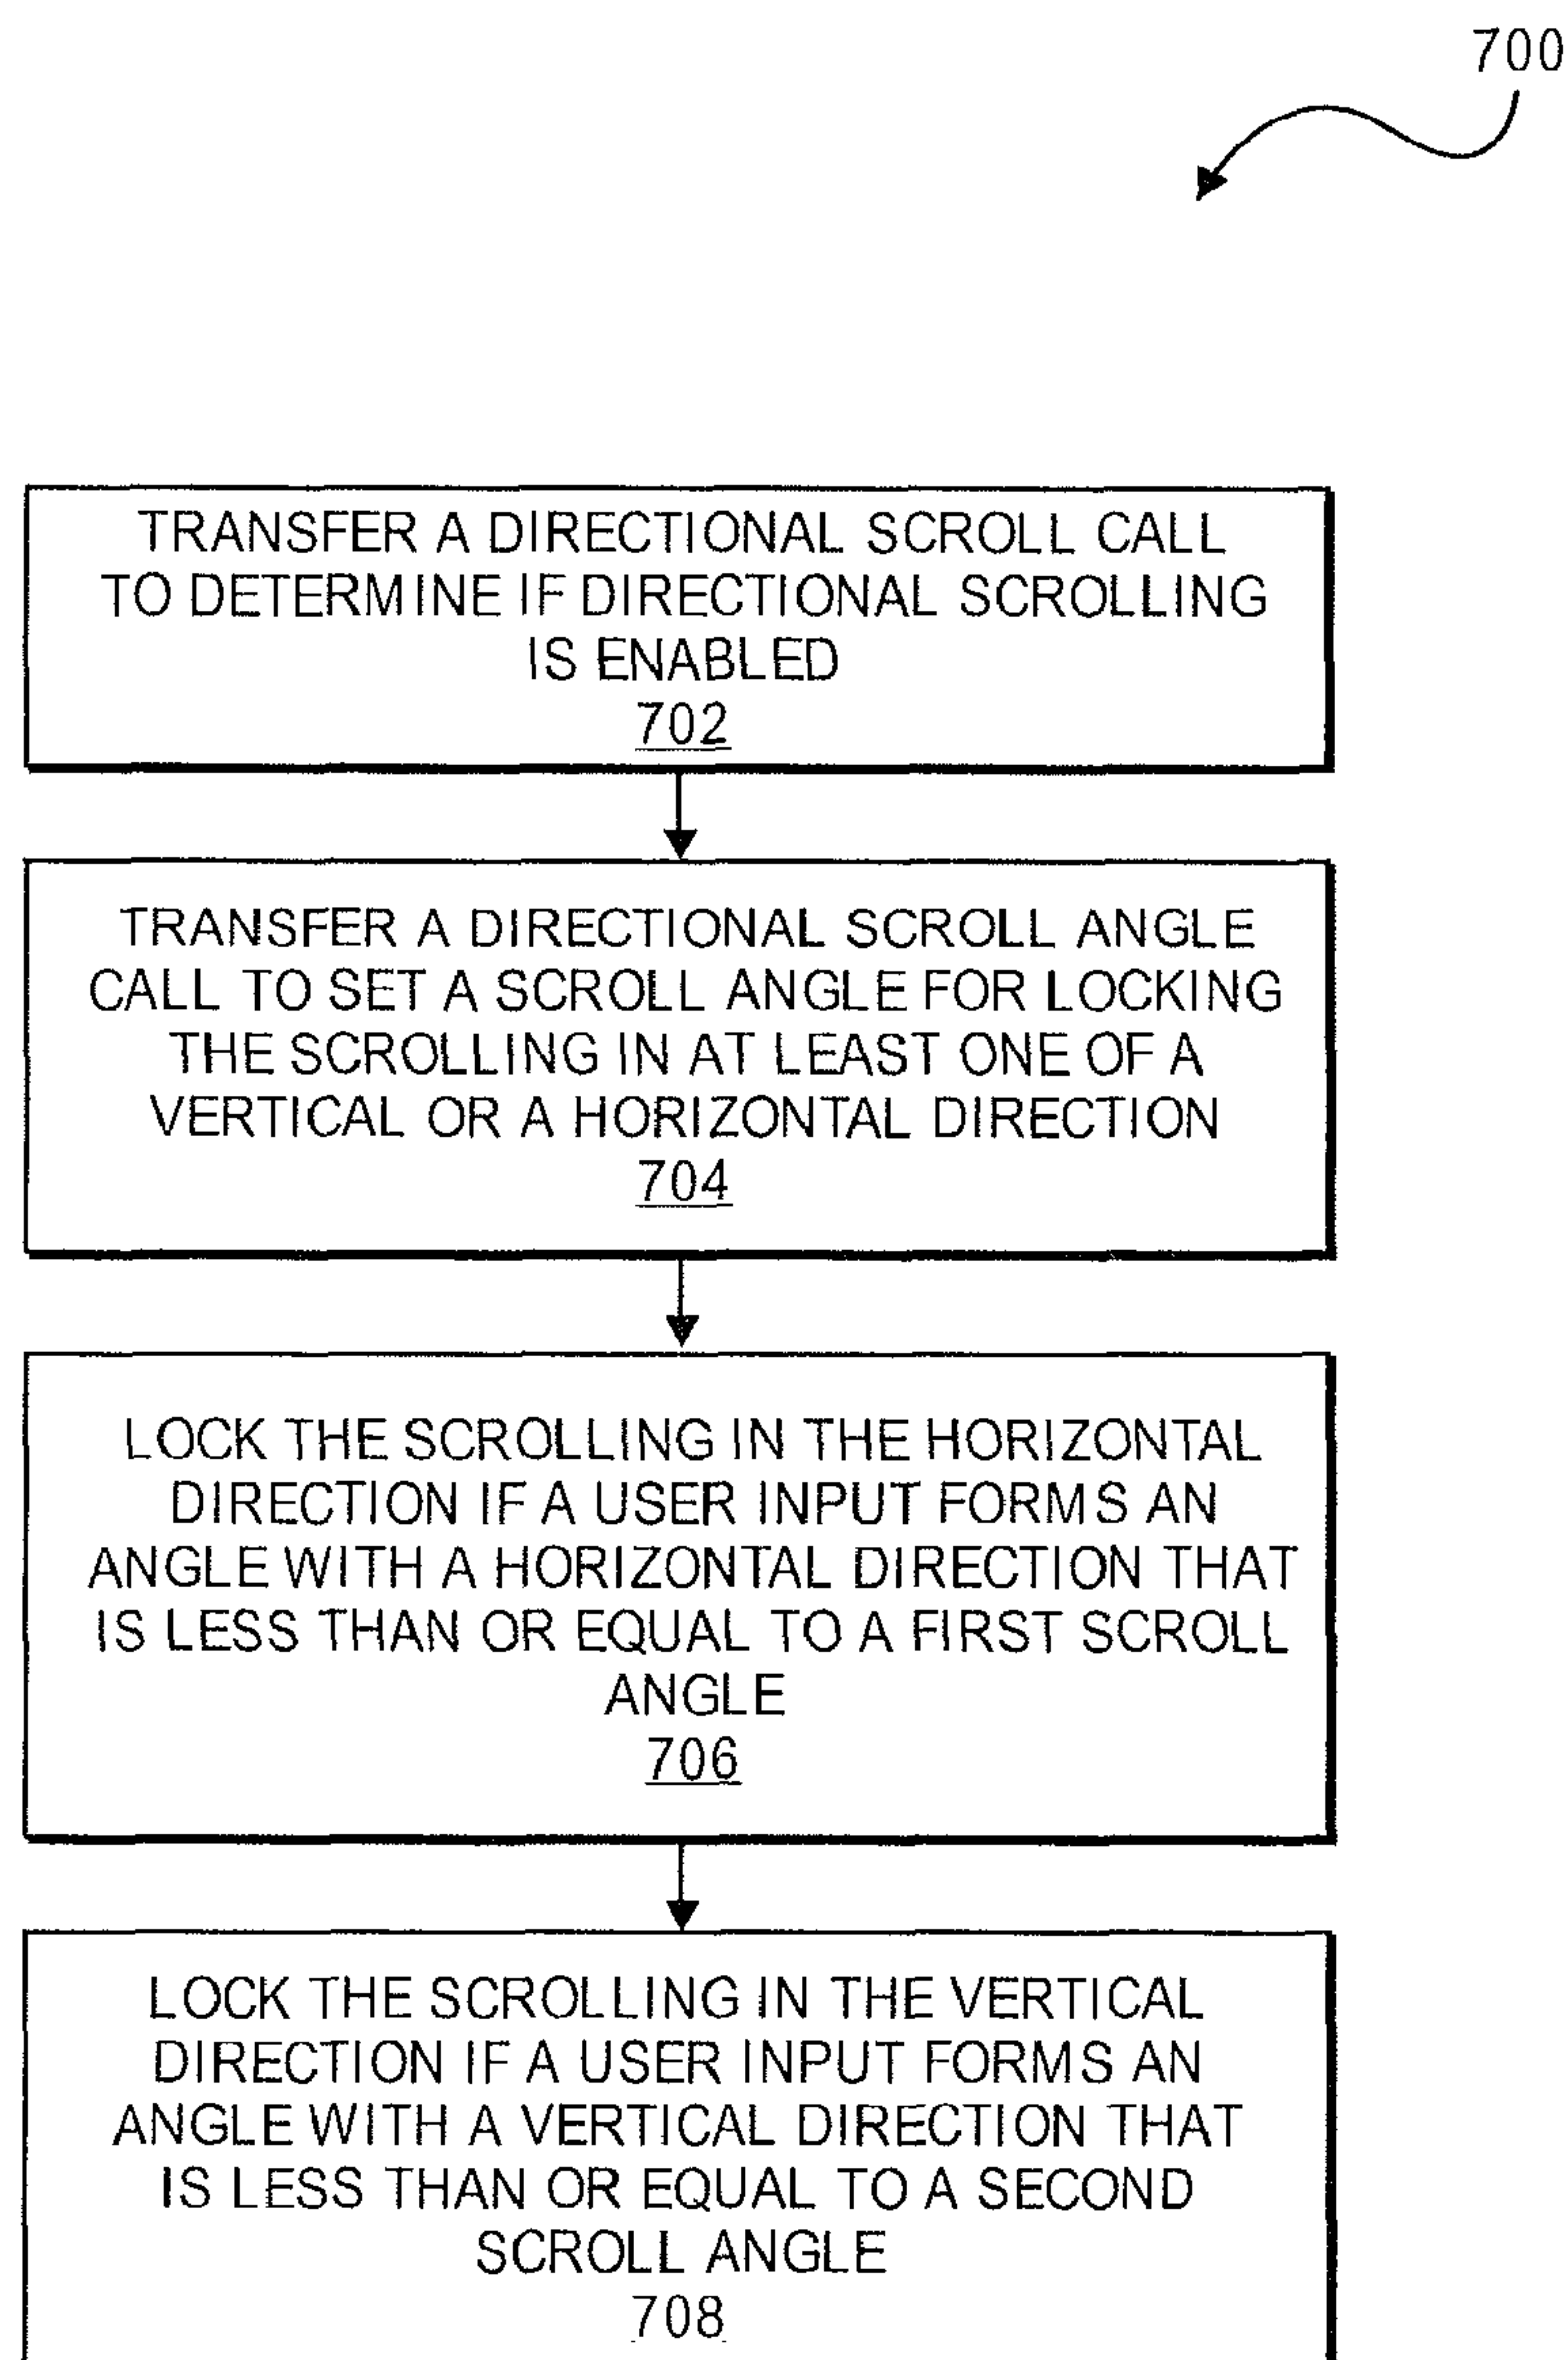 700
TRANSFER A DIRECTIONAL SCROLL CALL
TO DETERMINE IF DIRECTIONAL SCROLLING
IS ENABLED
702
TRANSFER A DIRECTIONAL SCROLL ANGLE
CALL TO SET A SCROLL ANGLE FOR LOCKING
THE SCROLLING IN AT LEAST ONE OF A
VERTICAL OR A HORIZONTAL DIRECTION
704
LOCK THE SCROLLING IN THE HORIZONTAL
DIRECTION IF A USER INPUT FORMS AN
ANGLE WITH A HORIZONTAL DIRECTION THAT
IS LESS THAN OR EQUAL TO A FIRST SCROLL
ANGLE
706
LOCK THE SCROLLING IN THE VERTICAL
DIRECTION IF A USER INPUT FORMS AN
ANGLE WITH A VERTICAL DIRECTION THAT
IS LESS THAN OR EQUAL TO A SECOND
SCROLL ANGLE
708